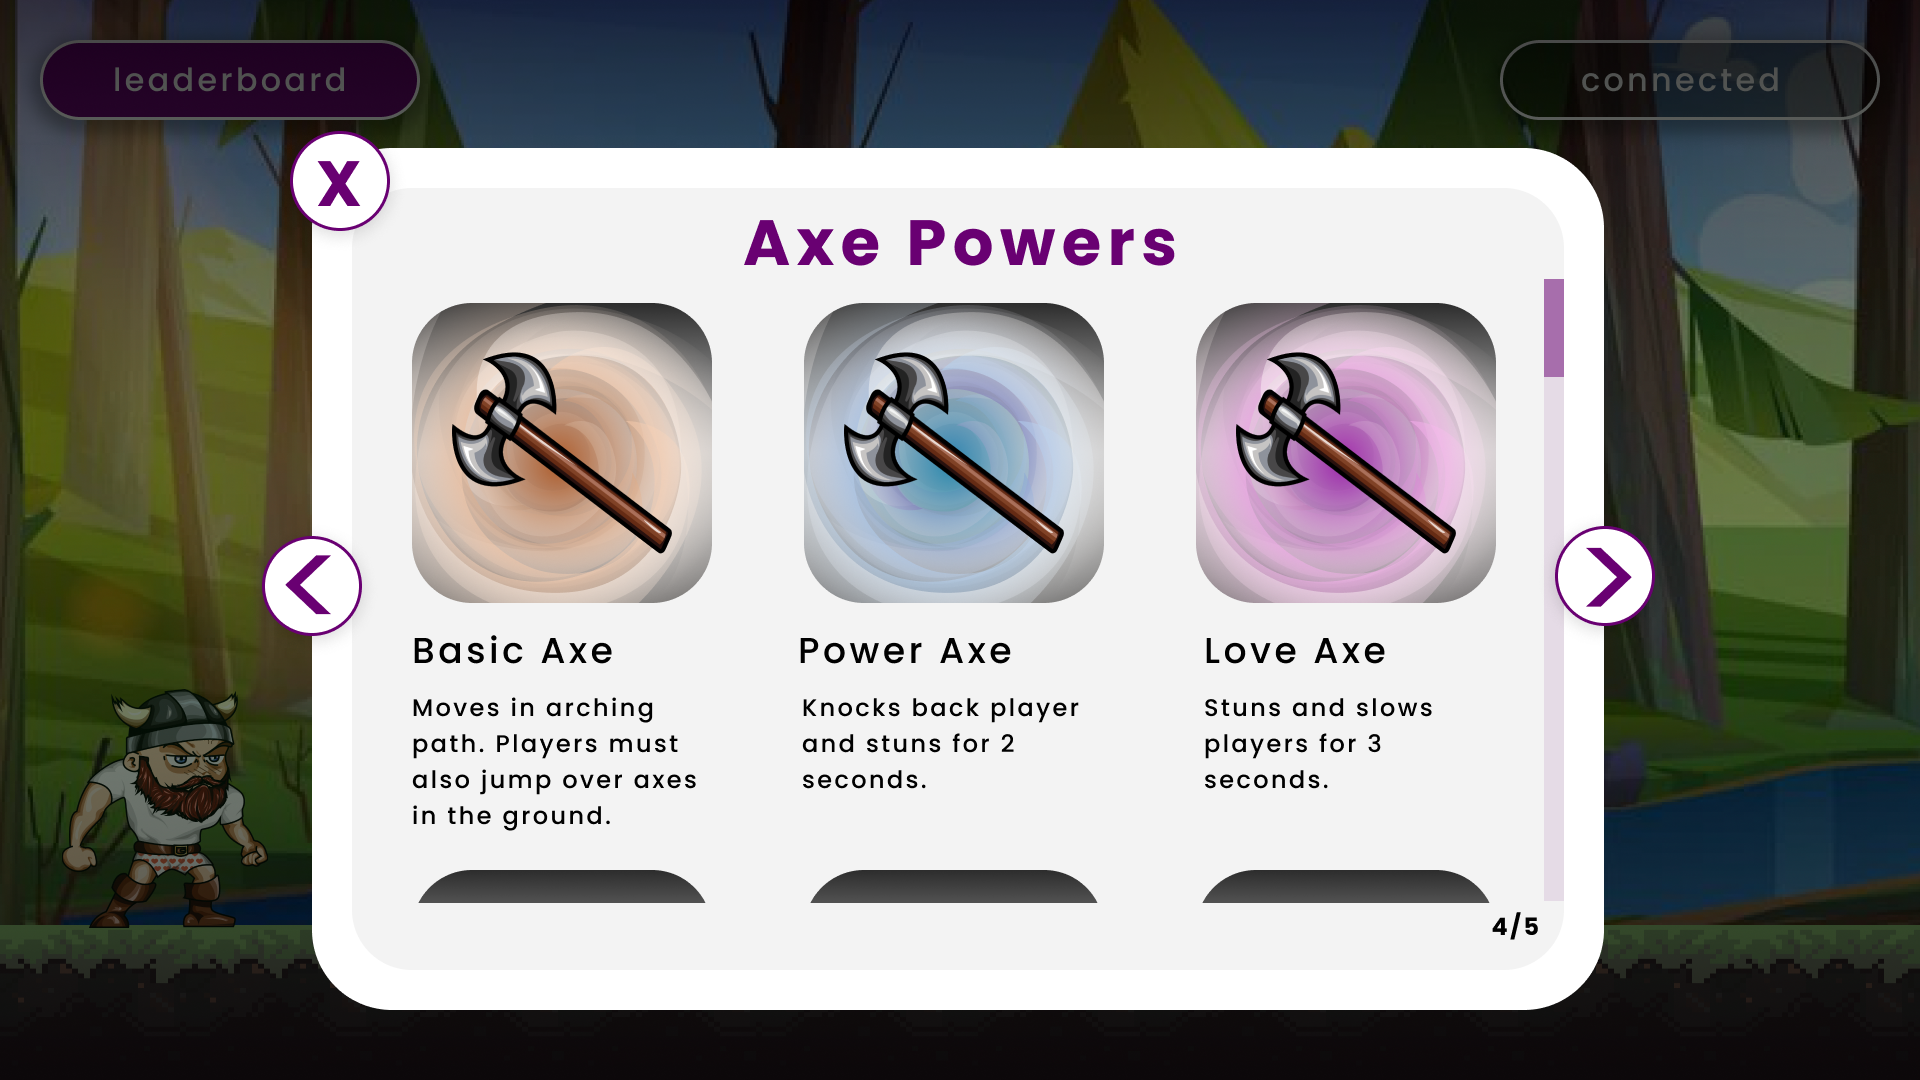 leaderboard
connected
X
Axe Powers
Basic Axe
Moves in arching
path. Players must
also jump over axes
in the ground.
Power Axe
Knocks back player
and stuns for 2
seconds.
Love Axe
Stuns and slows
players for 3
seconds.
4/5